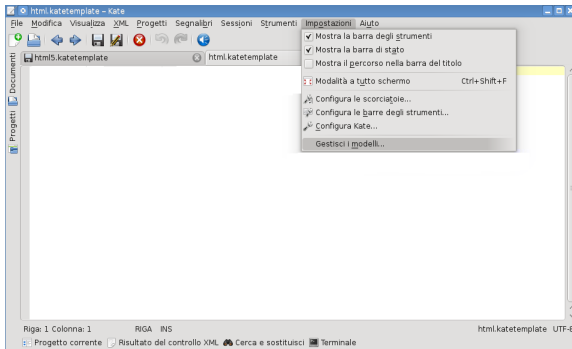 html.katetemplate – Kate
File Modifica Visualizza XML Progetti Segnalibri Sessioni Strumenti Impostazioni Aiuto
Documenti
Progetti
html5.katetemplate
html.katetemplate
Mostra la barra degli strumenti
Mostra la barra di stato
Mostra il percorso nella barra del titolo
Modalità a tutto schermo Ctrl+Shift+F
Configura le scorciatoie...
Configura le barre degli strumenti...
Configura Kate...
Gestisci i modelli...
Riga: 1 Colonna: 1 RIGA INS html.katetemplate UTF-8
Progetto corrente Risultato del controllo XML Cerca e sostituisci Terminale